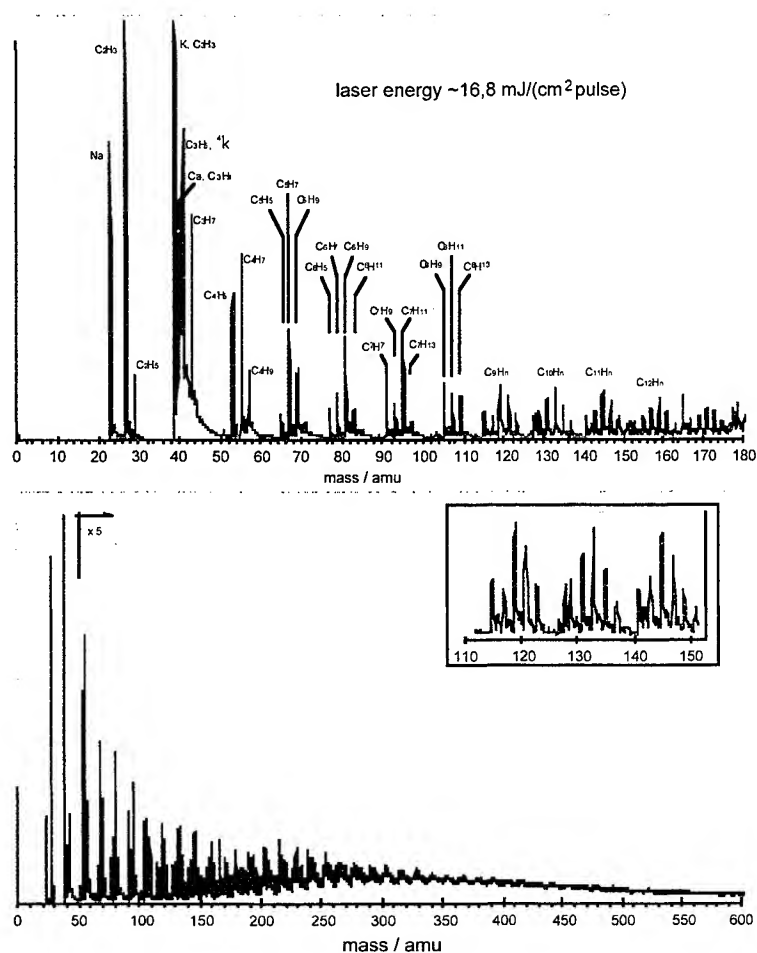 C₂H₃
K, C₃H₃
laser energy ~16,8 mJ/(cm² pulse)
Na
C₃H₅, ⁴¹K
Ca, C₃H₄
C₃H₇
C₂H₅
C₄H₅
C₄H₇
C₄H₉
C₅H₅
C₅H₇
C₅H₉
C₆H₅
C₆H₇
C₆H₉
C₆H₁₁
C₇H₇
C₇H₉
C₇H₁₁
C₇H₁₃
C₈H₉
C₈H₁₁
C₈H₁₃
C₉Hₙ
C₁₀Hₙ
C₁₁Hₙ
C₁₂Hₙ
0 10 20 30 40 50 60 70 80 90 100 110 120 130 140 150 160 170 180
mass / amu
x 5
110 120 130 140 150
0 50 100 150 200 250 300 350 400 450 500 550 600
mass / amu